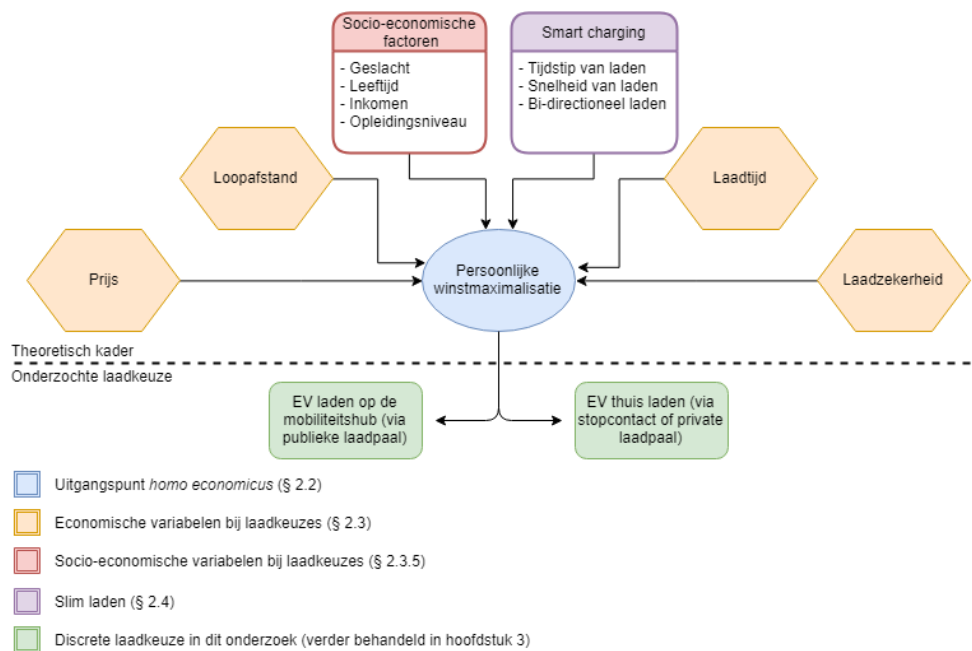 Socio-economische
factoren
- Geslacht
- Leeftijd
- Inkomen
- Opleidingsniveau
Smart charging
- Tijdstip van laden
- Snelheid van laden
- Bi-directioneel laden
Loopafstand
Laadtijd
Prijs
Persoonlijke
winstmaximalisatie
Laadzekerheid
Theoretisch kader
Onderzochte laadkeuze
EV laden op de
mobiliteitshub (via
publieke laadpaal)
EV thuis laden (via
stopcontact of private
laadpaal)
Uitgangspunt homo economicus (§ 2.2)
Economische variabelen bij laadkeuzes (§ 2.3)
Socio-economische variabelen bij laadkeuzes (§ 2.3.5)
Slim laden (§ 2.4)
Discrete laadkeuze in dit onderzoek (verder behandeld in hoofdstuk 3)